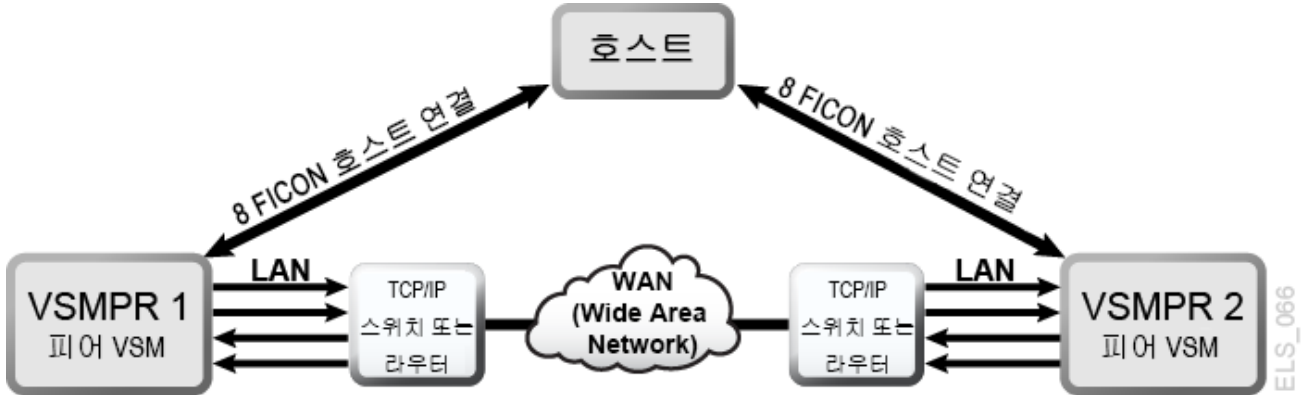 호스트
8 FICON 호스트 연결
8 FICON 호스트 연결
VSMPR 1
피어 VSM
LAN
TCP/IP
스위치 또는
라우터
WAN
(Wide Area
Network)
TCP/IP
스위치 또는
라우터
LAN
VSMPR 2
피어 VSM
ELS_066